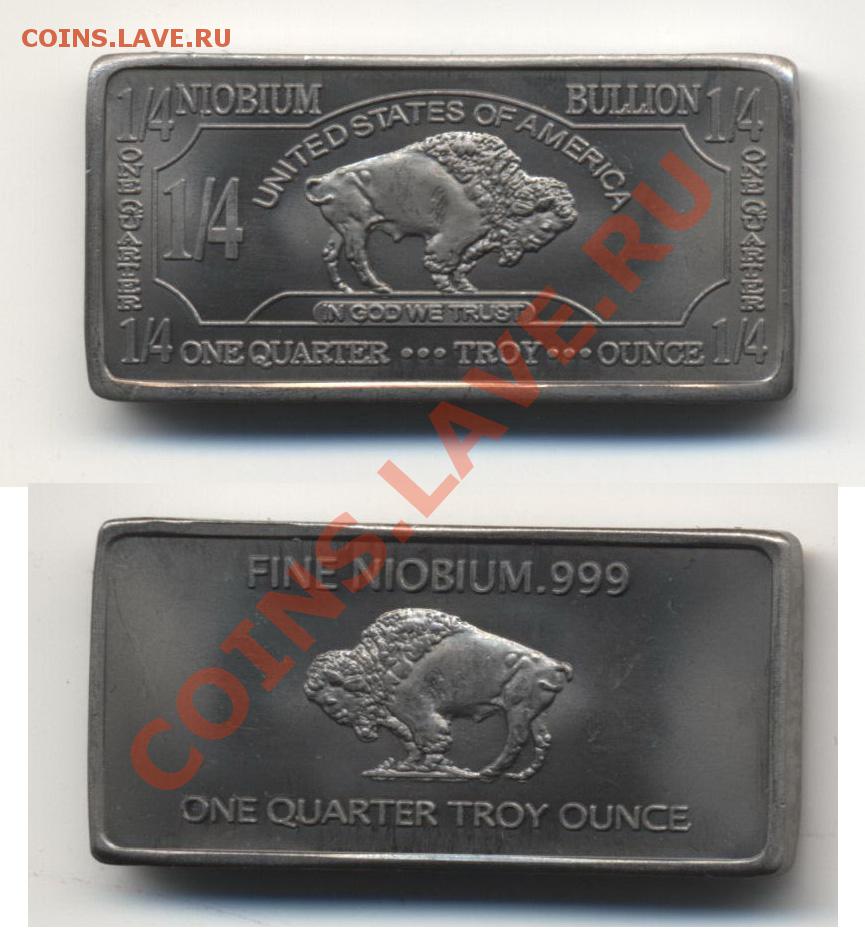 COINS.LAVE.RU
1/4 NIOBIUM BULLION 1/4
UNITED STATES OF AMERICA
ONE QUARTER
1/4
ONE QUARTER
IN GOD WE TRUST
1/4 ONE QUARTER ••• TROY ••• OUNCE 1/4
COINS.LAVE.RU
FINE NIOBIUM.999
ONE QUARTER TROY OUNCE